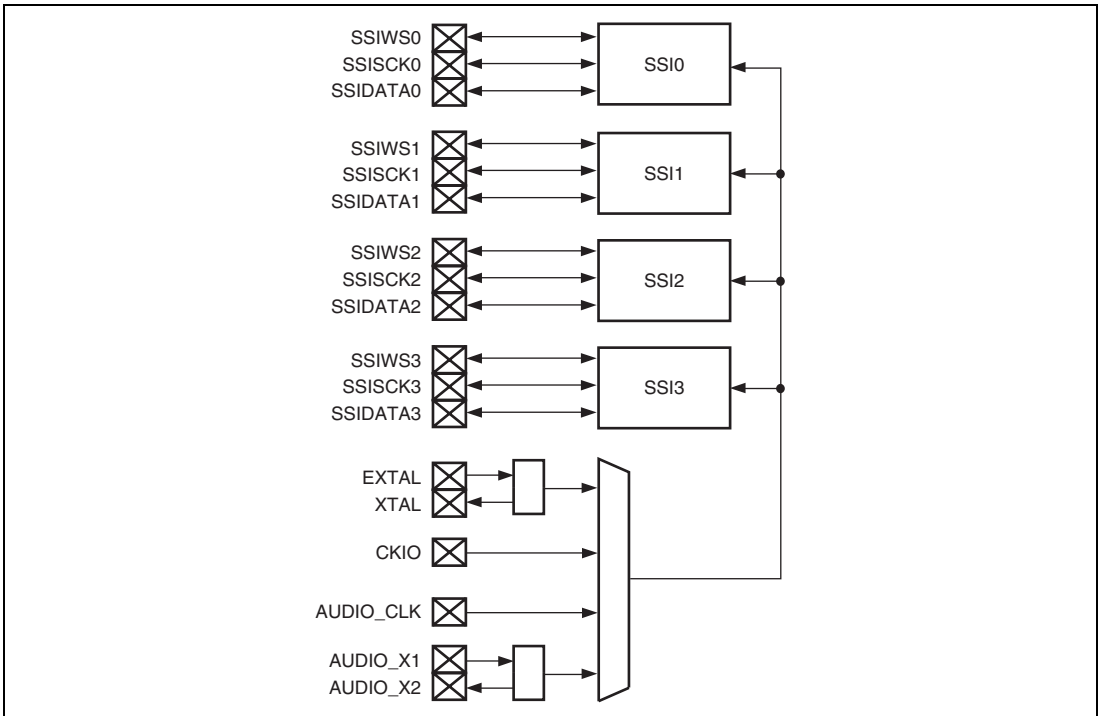 SSIWS0
SSISCK0
SSIDATA0
SSI0
SSIWS1
SSISCK1
SSIDATA1
SSI1
SSIWS2
SSISCK2
SSIDATA2
SSI2
SSIWS3
SSISCK3
SSIDATA3
SSI3
EXTAL
XTAL
CKIO
AUDIO_CLK
AUDIO_X1
AUDIO_X2